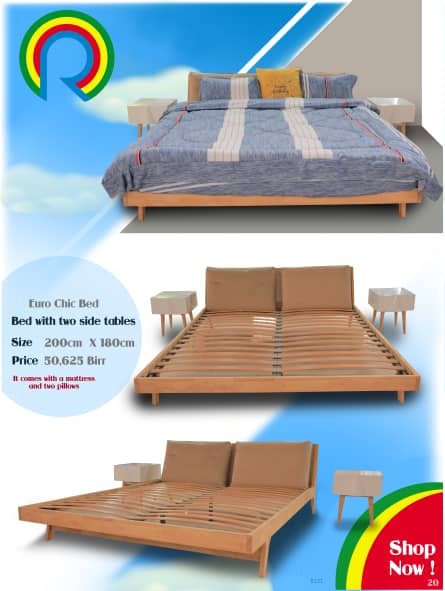 Euro Chic Bed
Bed with two side tables
Size 200cm X 180cm
Price 50,625 Birr
It comes with a mattress
and two pillows
Shop
Now !
20